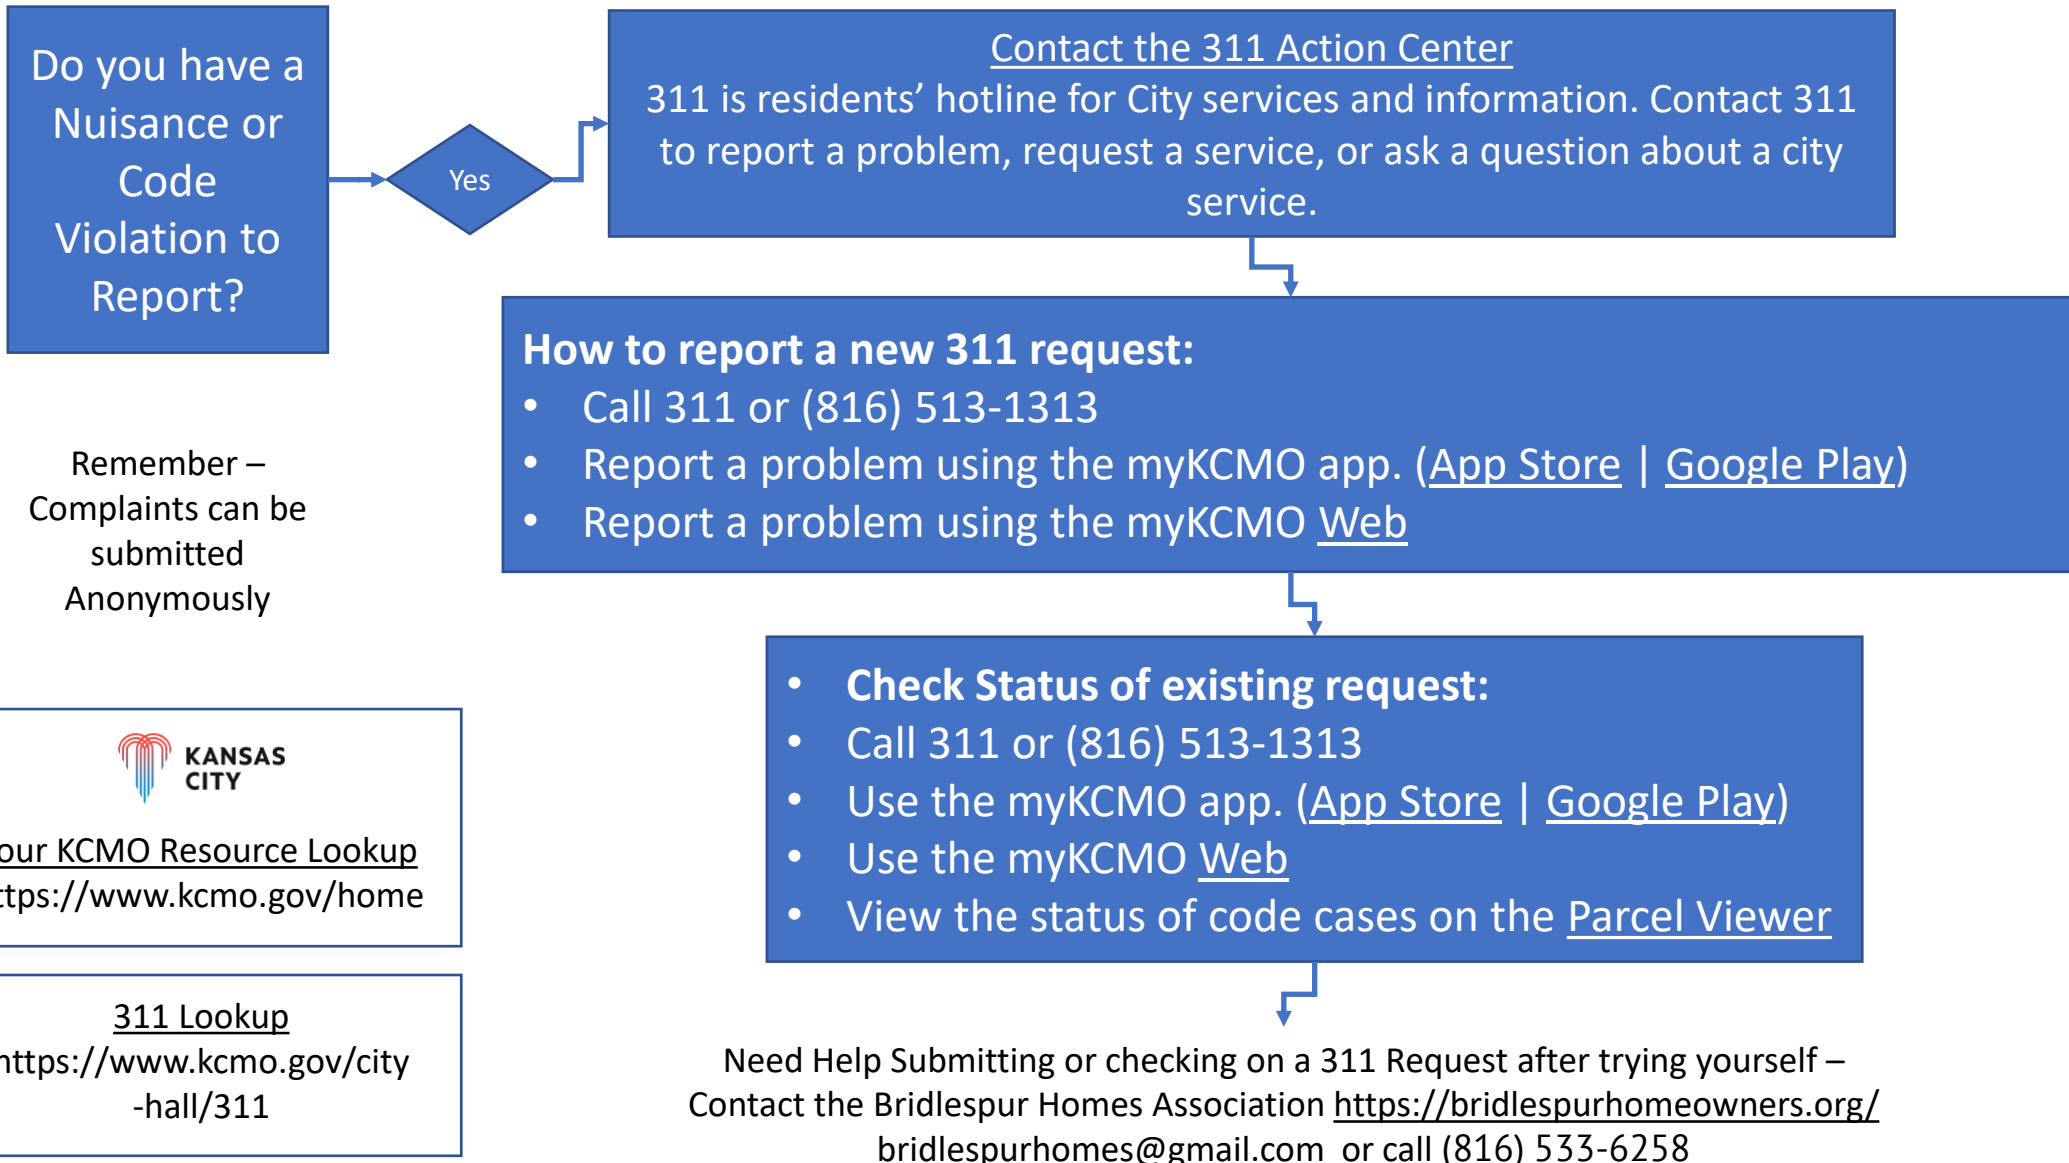 Do you have a
Nuisance or
Code
Violation to
Report?
Yes
Contact the 311 Action Center
311 is residents’ hotline for City services and information. Contact 311
to report a problem, request a service, or ask a question about a city
service.
How to report a new 311 request:
• Call 311 or (816) 513-1313
• Report a problem using the myKCMO app. (App Store | Google Play)
• Report a problem using the myKCMO Web
Remember –
Complaints can be
submitted
Anonymously
• Check Status of existing request:
• Call 311 or (816) 513-1313
• Use the myKCMO app. (App Store | Google Play)
• Use the myKCMO Web
• View the status of code cases on the Parcel Viewer
KANSAS
CITY
our KCMO Resource Lookup
ttps://www.kcmo.gov/home
311 Lookup
https://www.kcmo.gov/city
-hall/311
Need Help Submitting or checking on a 311 Request after trying yourself –
Contact the Bridlespur Homes Association https://bridlespurhomeowners.org/
bridlespurhomes@gmail.com or call (816) 533-6258